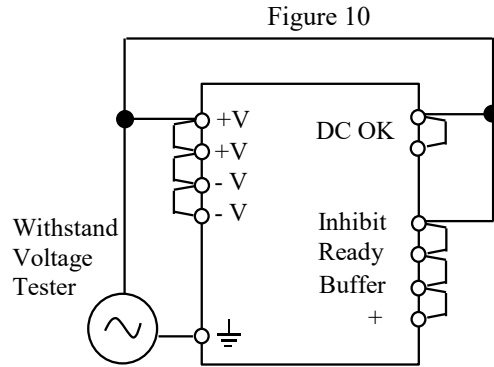 Figure 10
+V
+V
- V
- V
DC OK
Inhibit
Ready
Buffer
+
Withstand
Voltage
Tester